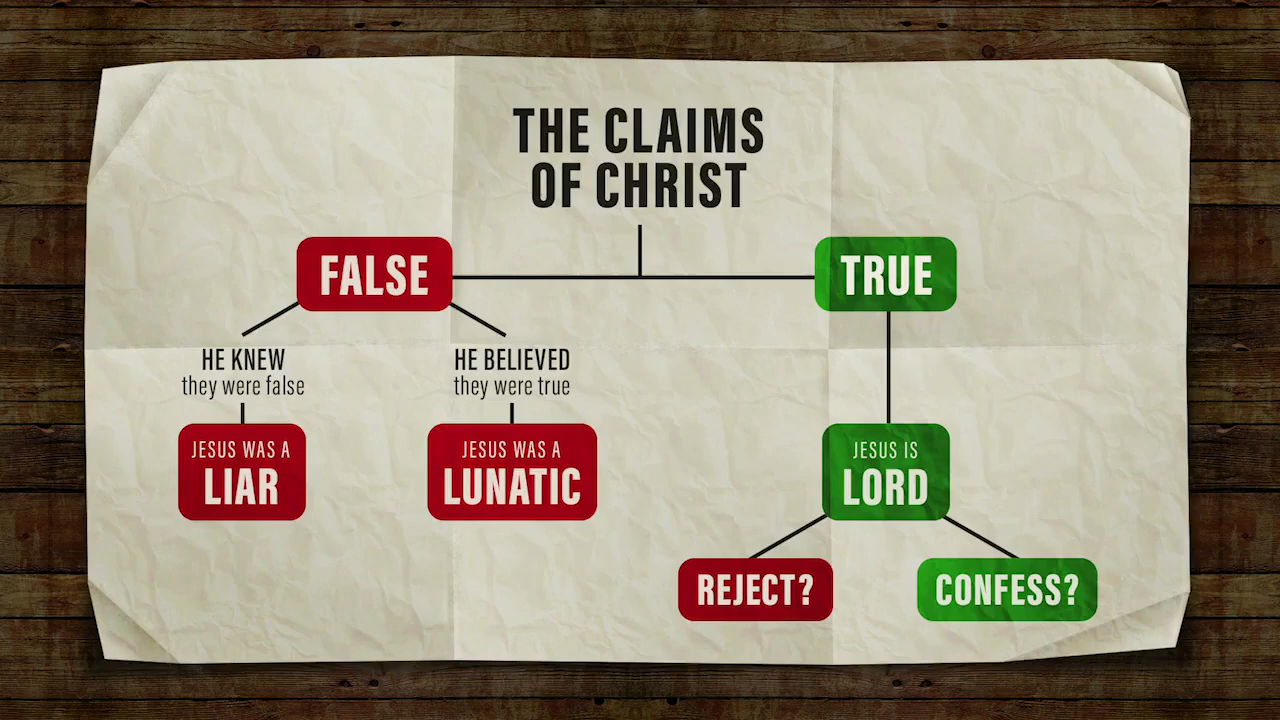 THE CLAIMS
OF CHRIST
FALSE
TRUE
HE KNEW
they were false
HE BELIEVED
they were true
JESUS WAS A
LIAR
JESUS WAS A
LUNATIC
JESUS IS
LORD
REJECT?
CONFESS?